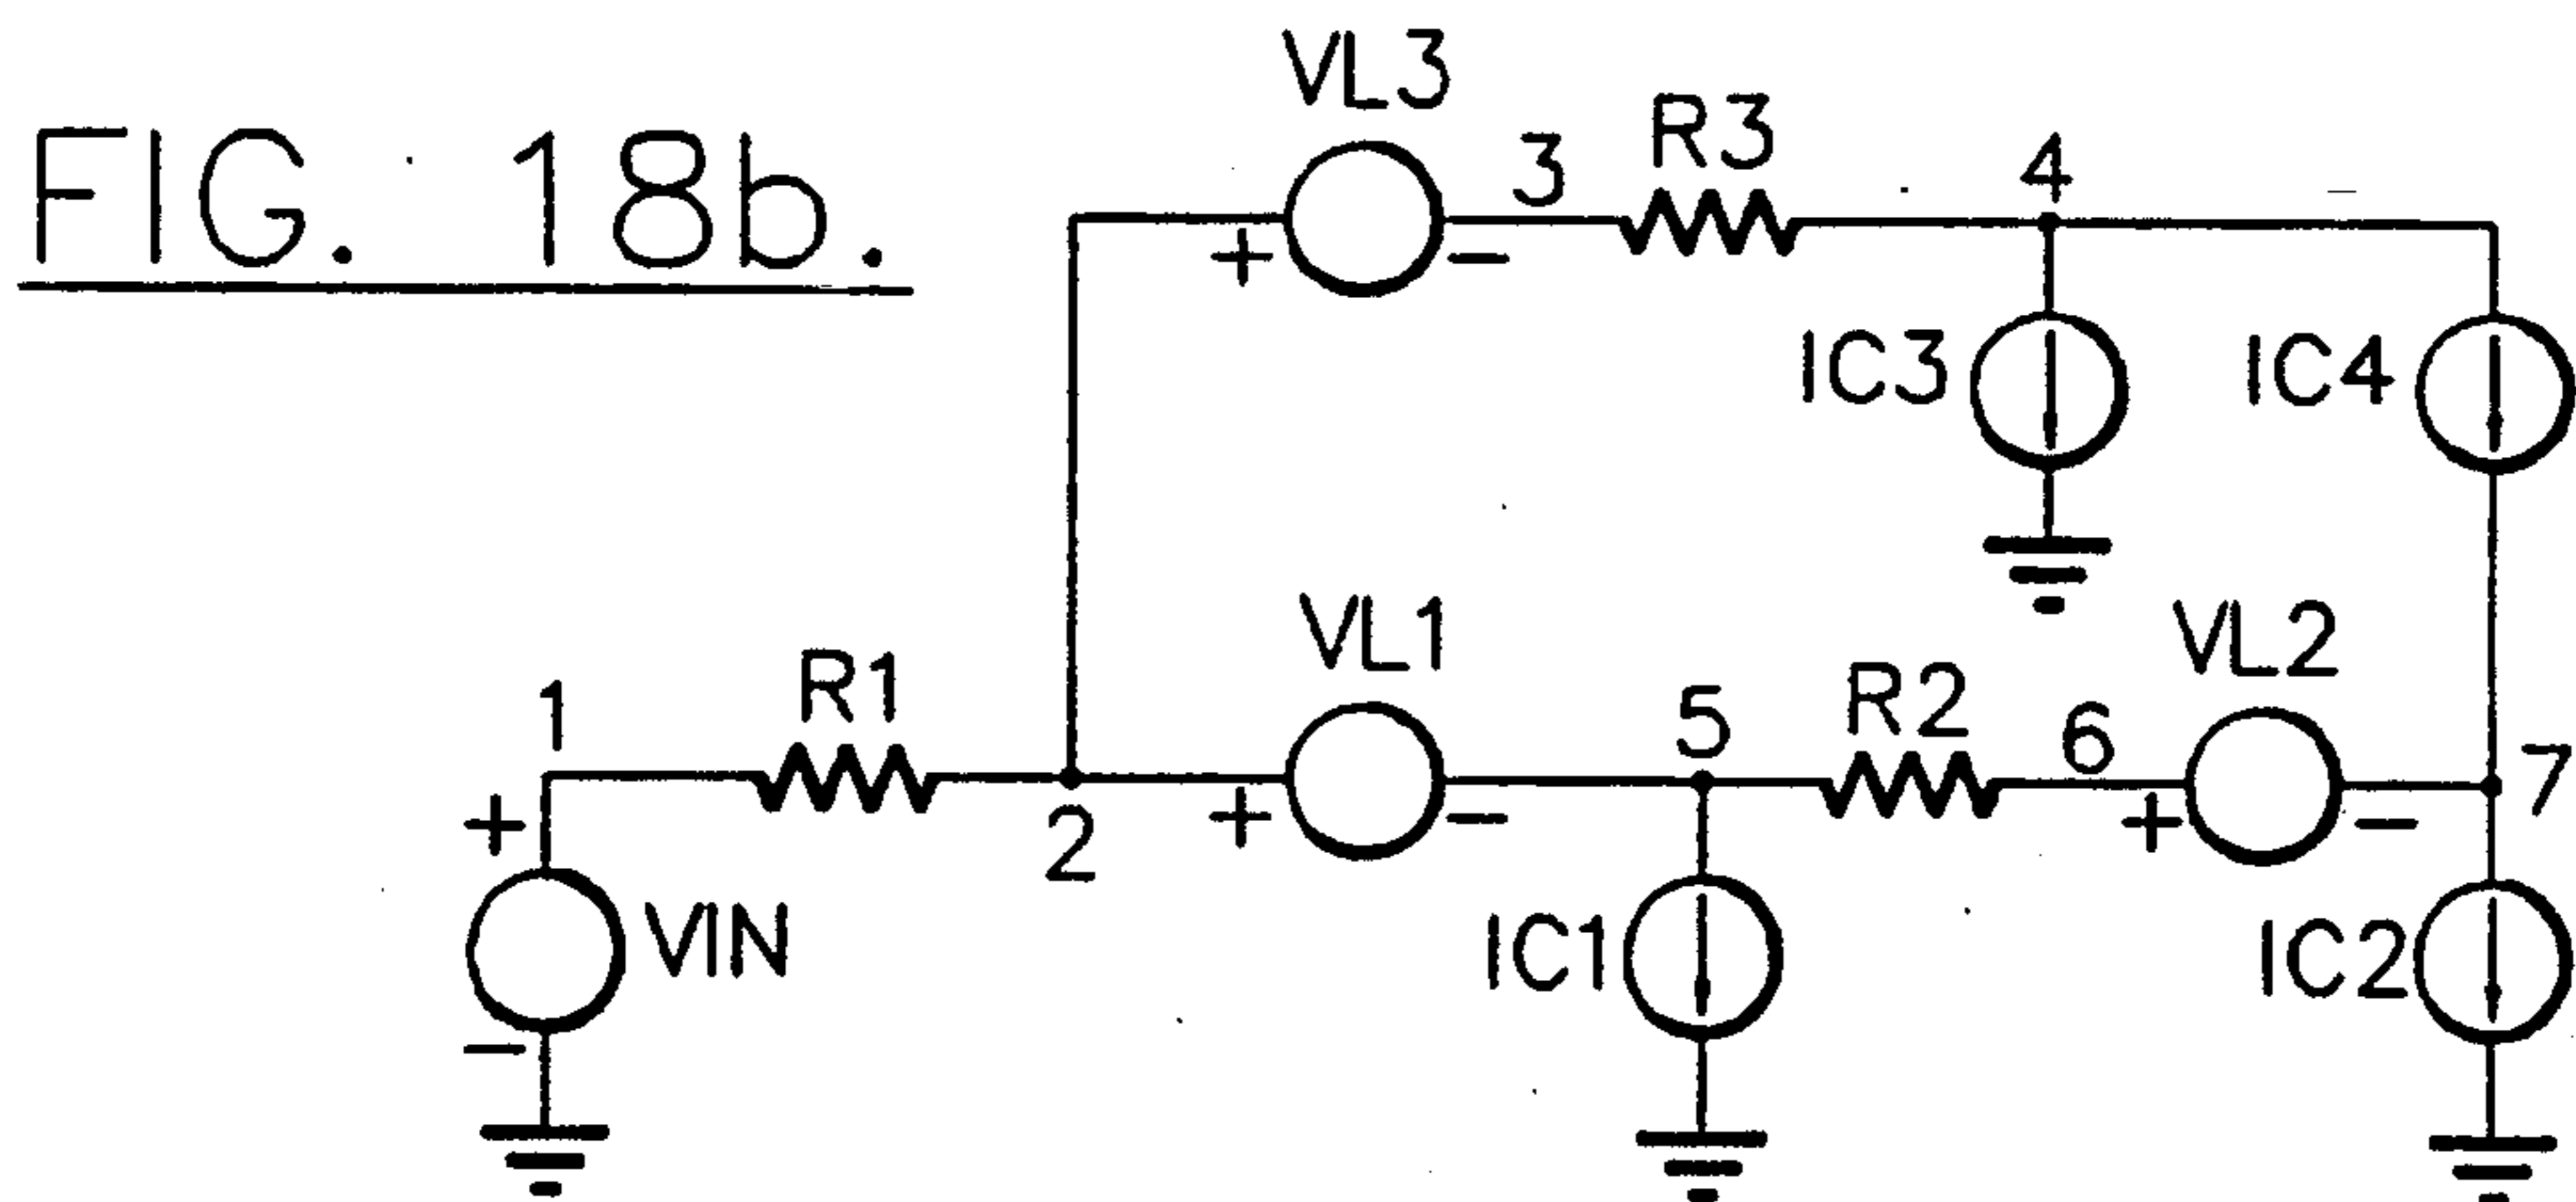 FIG. 18b.
VL3
3
R3
4
IC3
IC4
+
-
1
R1
2
VL1
5
R2
6
VL2
7
+
-
+
-
+
VIN
-
IC1
IC2